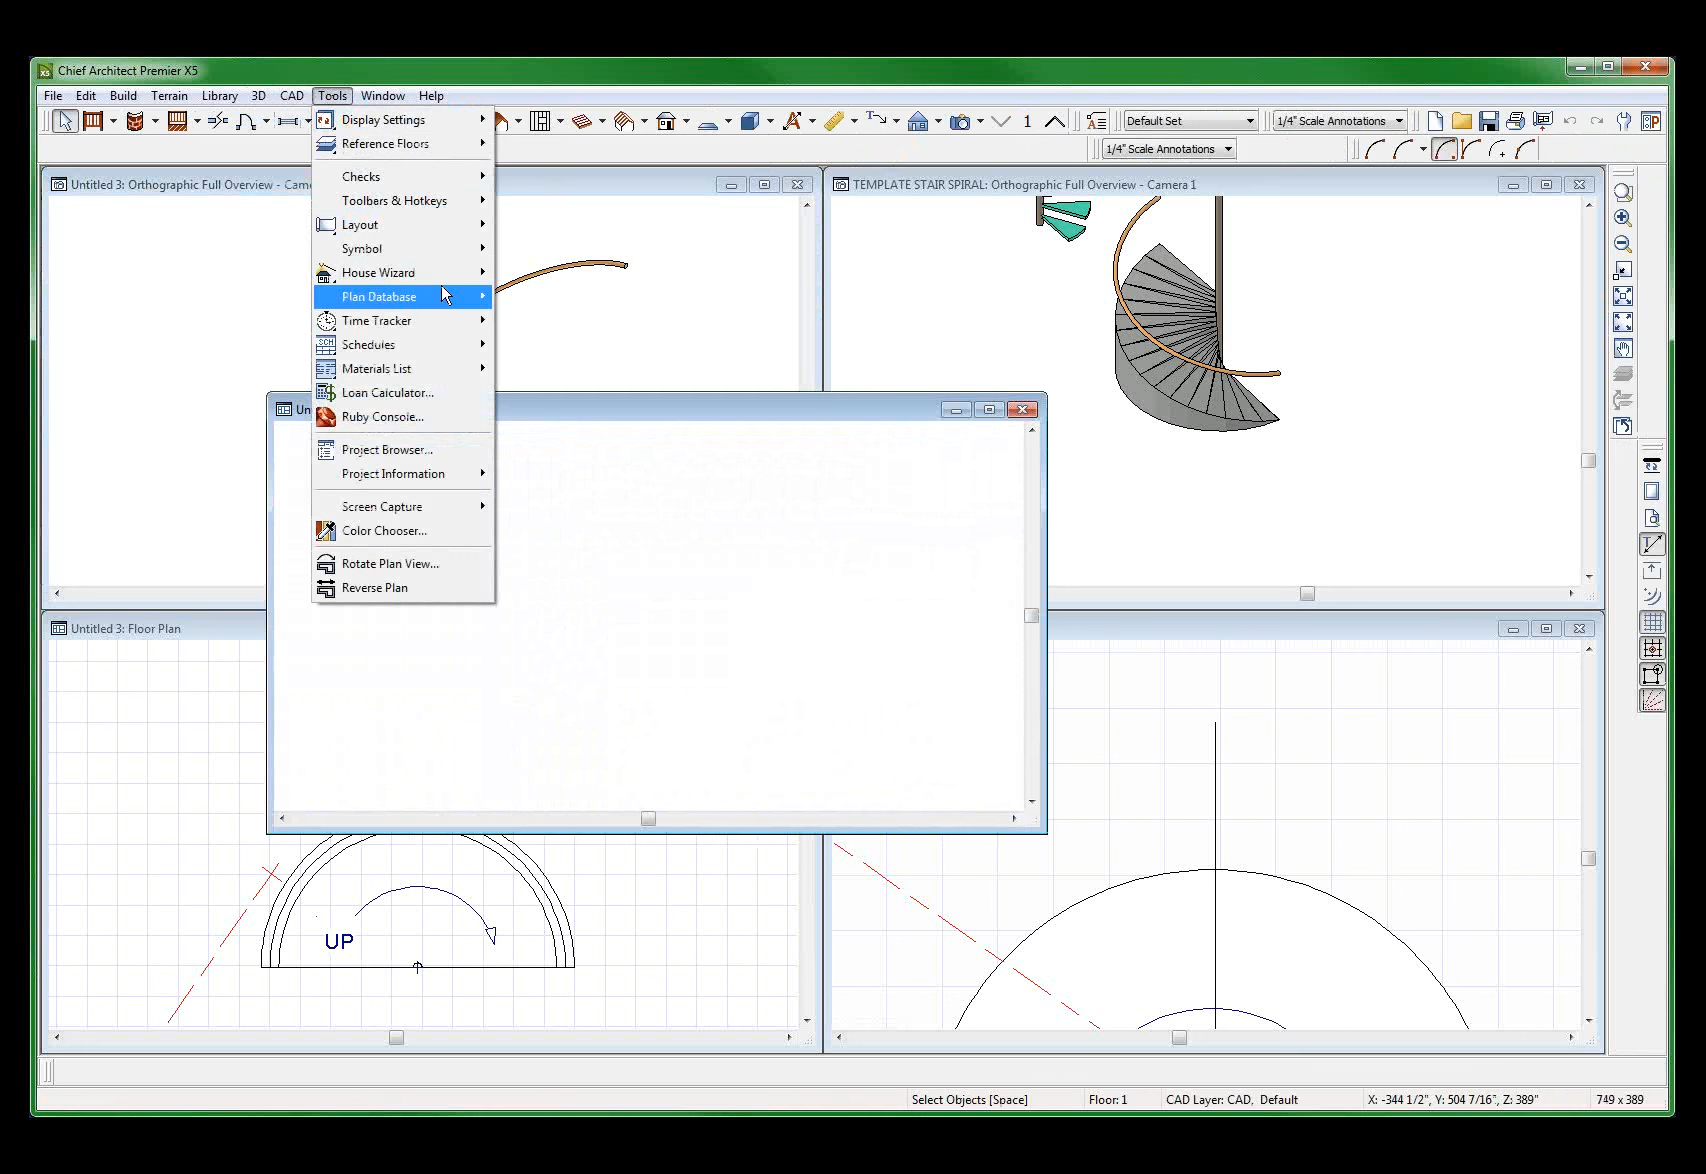 Chief Architect Premier X5
File Edit Build Terrain Library 3D CAD Tools Window Help
1 Default Set 1/4" Scale Annotations
1/4" Scale Annotations
Display Settings
Reference Floors
Checks
Toolbers & Hotkeys
Layout
Symbol
House Wizard
Plan Database
Time Tracker
Schedules
Materials List
Loan Calculator...
Ruby Console...
Project Browser...
Project Information
Screen Capture
Color Chooser...
Rotate Plan View...
Reverse Plan
Untitled 3: Orthographic Full Overview - Came
TEMPLATE STAIR SPIRAL: Orthographic Full Overview - Camera 1
Un
Untitled 3: Floor Plan
UP
Select Objects [Space] Floor: 1 CAD Layer: CAD, Default X: -344 1/2", Y: 504 7/16", Z: 389" 749 x 389